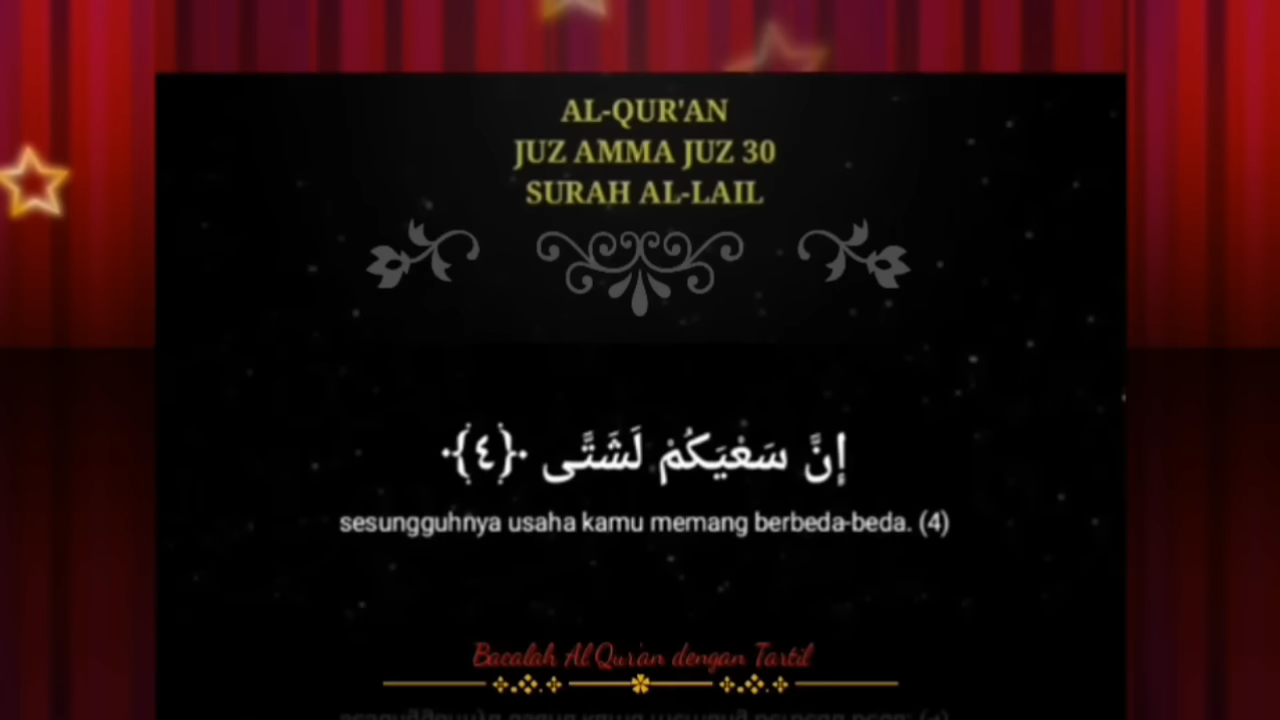 AL-QUR'AN
JUZ AMMA JUZ 30
SURAH AL-LAIL
إِنَّ سَعْيَكُمْ لَشَتَّى ﴿٤﴾
sesungguhnya usaha kamu memang berbeda-beda. (4)
Bacalah Al Qur'an dengan Tartil